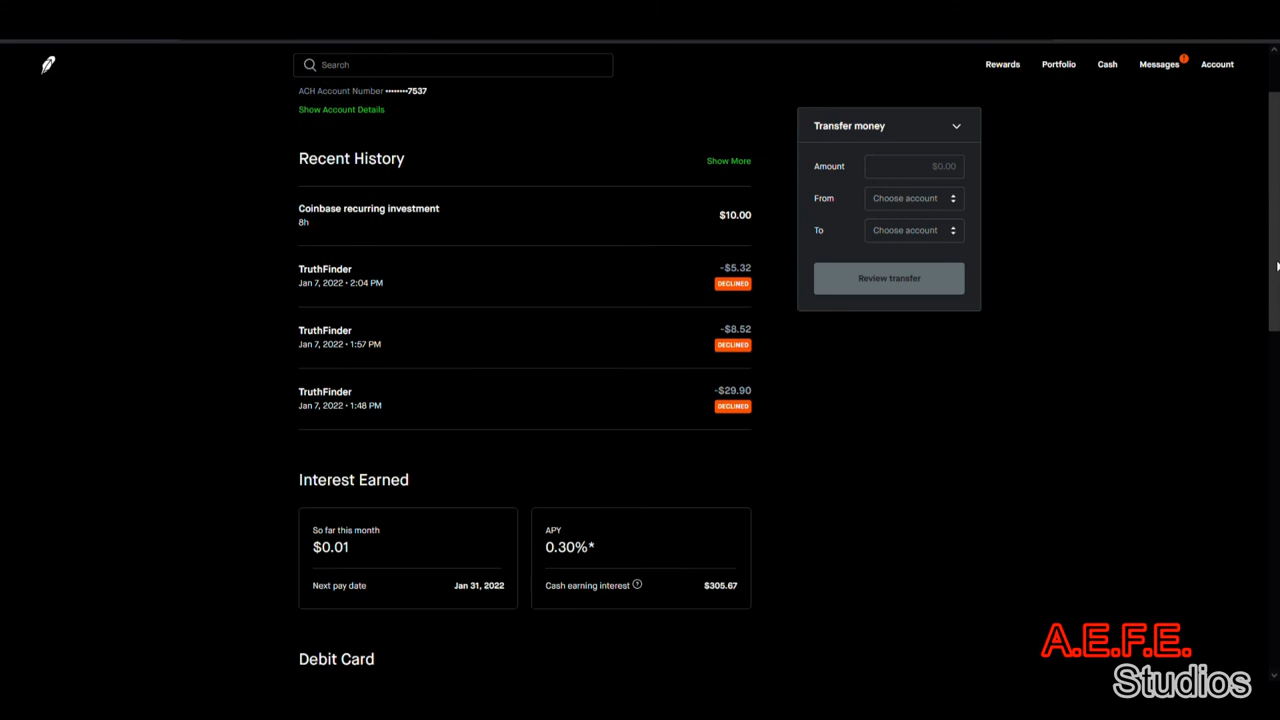 Search
Rewards
Portfolio
Cash
Messages
!
Account
ACH Account Number ••••••••7537
Show Account Details
Recent History
Show More
Coinbase recurring investment
8h
$10.00
TruthFinder
Jan 7, 2022 • 2:04 PM
-$5.32
DECLINED
TruthFinder
Jan 7, 2022 • 1:57 PM
-$8.52
DECLINED
TruthFinder
Jan 7, 2022 • 1:48 PM
-$29.90
DECLINED
Interest Earned
So far this month
$0.01
Next pay date
Jan 31, 2022
APY
0.30%*
Cash earning interest ?
$305.67
Debit Card
Transfer money
Amount
$0.00
From
Choose account
To
Choose account
Review transfer
A.E.F.E.
Studios